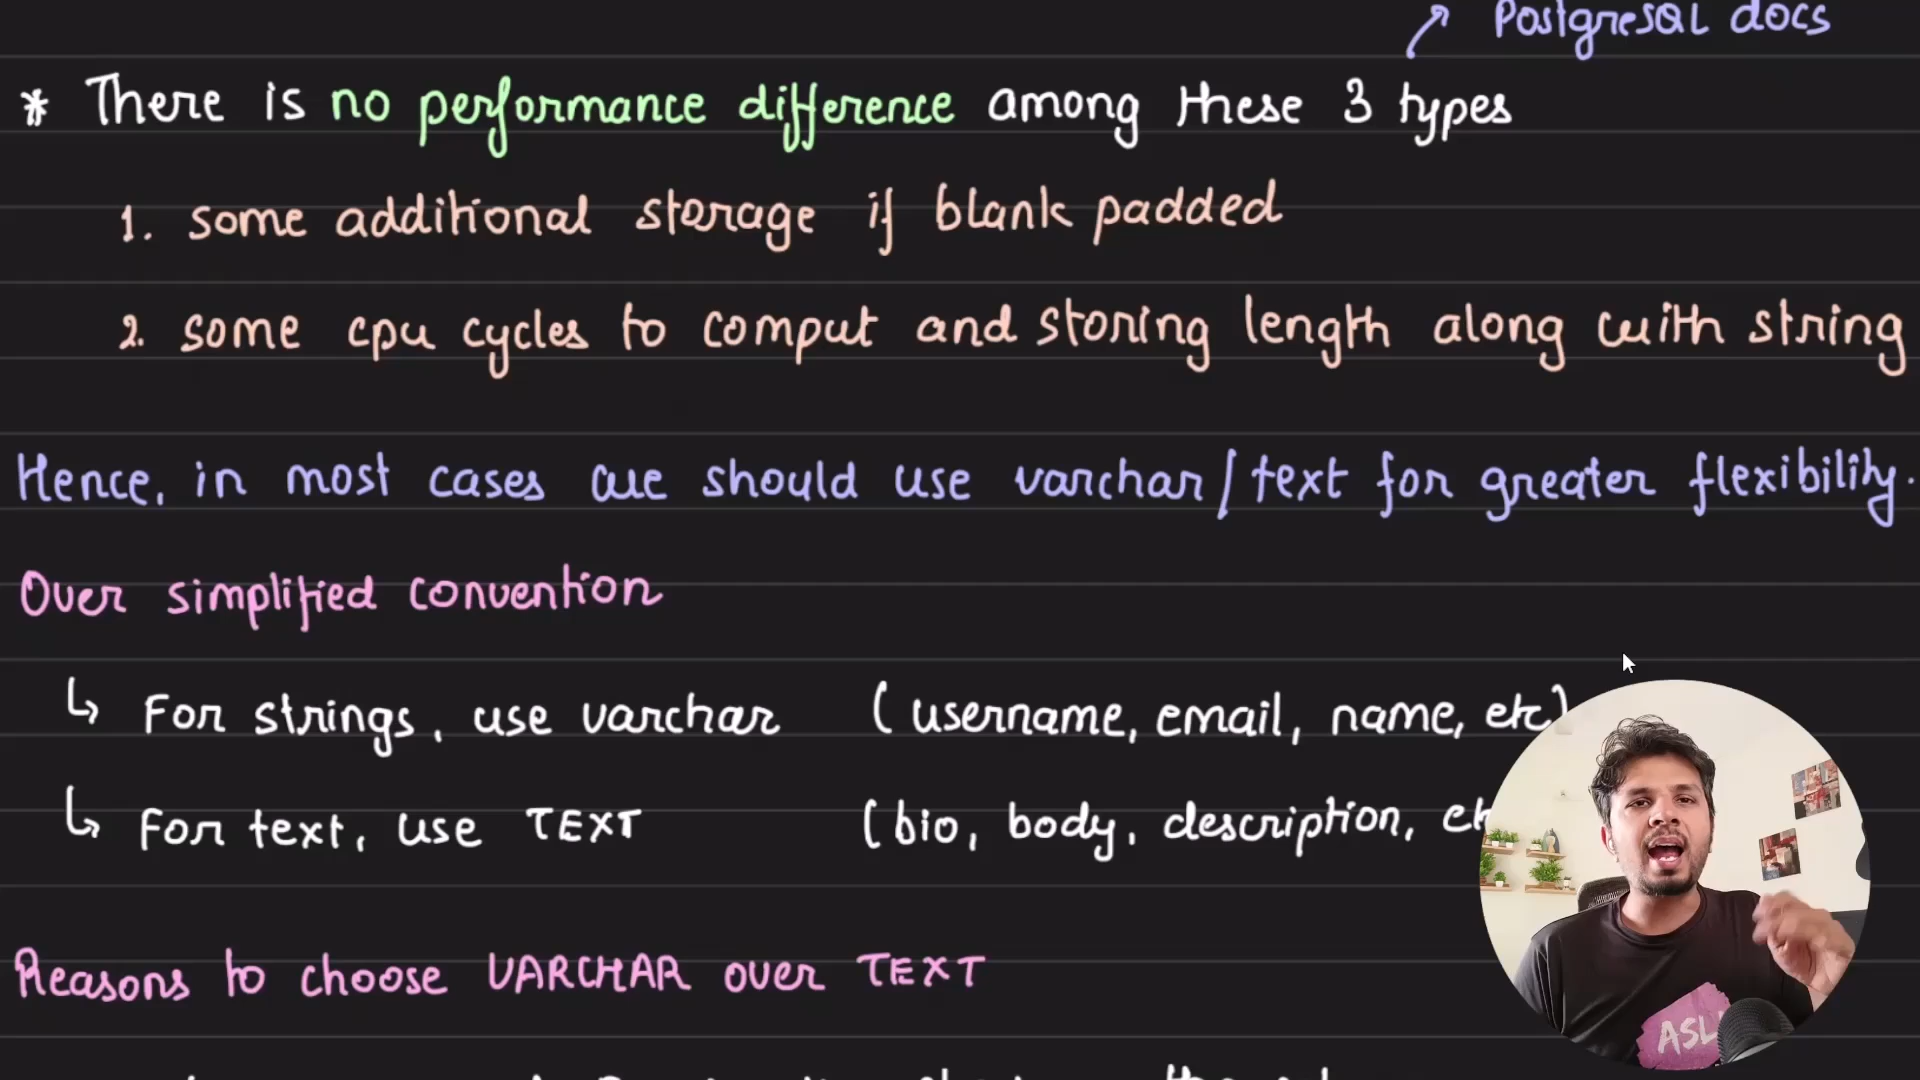 PostgreSQL docs
* There is no performance difference among these 3 types
1. some additional storage if blank padded
2. some cpu cycles to comput and storing length along with string
Hence, in most cases we should use varchar/text for greater flexibility.
Over simplified convention
↳ For strings, use varchar (username, email, name, etc)
↳ For text, use TEXT (bio, body, description,
Reasons to choose VARCHAR over TEXT
ASL